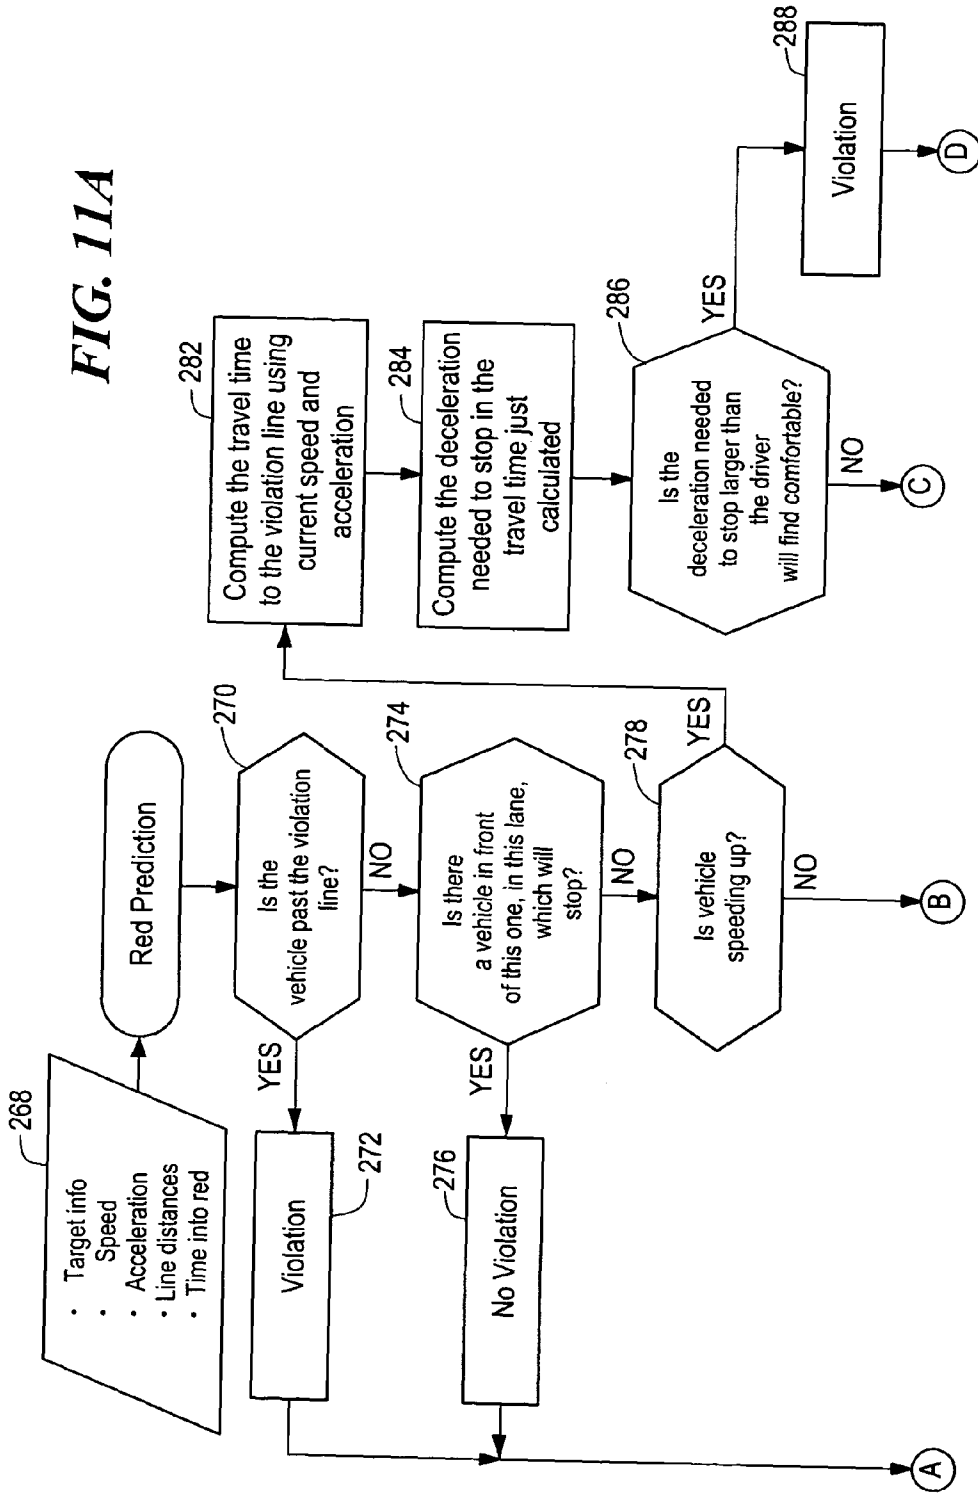 FIG. 11A
268
Target info
Speed
Acceleration
Line distances
Time into red
Red Prediction
270
Is the
vehicle past the violation
line?
YES
NO
Violation
272
274
Is there
a vehicle in front
of this one, in this lane,
which will
stop?
YES
NO
276
No Violation
278
Is vehicle
speeding up?
YES
NO
282
Compute the travel time
to the violation line using
current speed and
acceleration
284
Compute the deceleration
needed to stop in the
travel time just
calculated
286
Is the
deceleration needed
to stop larger than
the driver
will find comfortable?
YES
NO
288
Violation
A
B
C
D